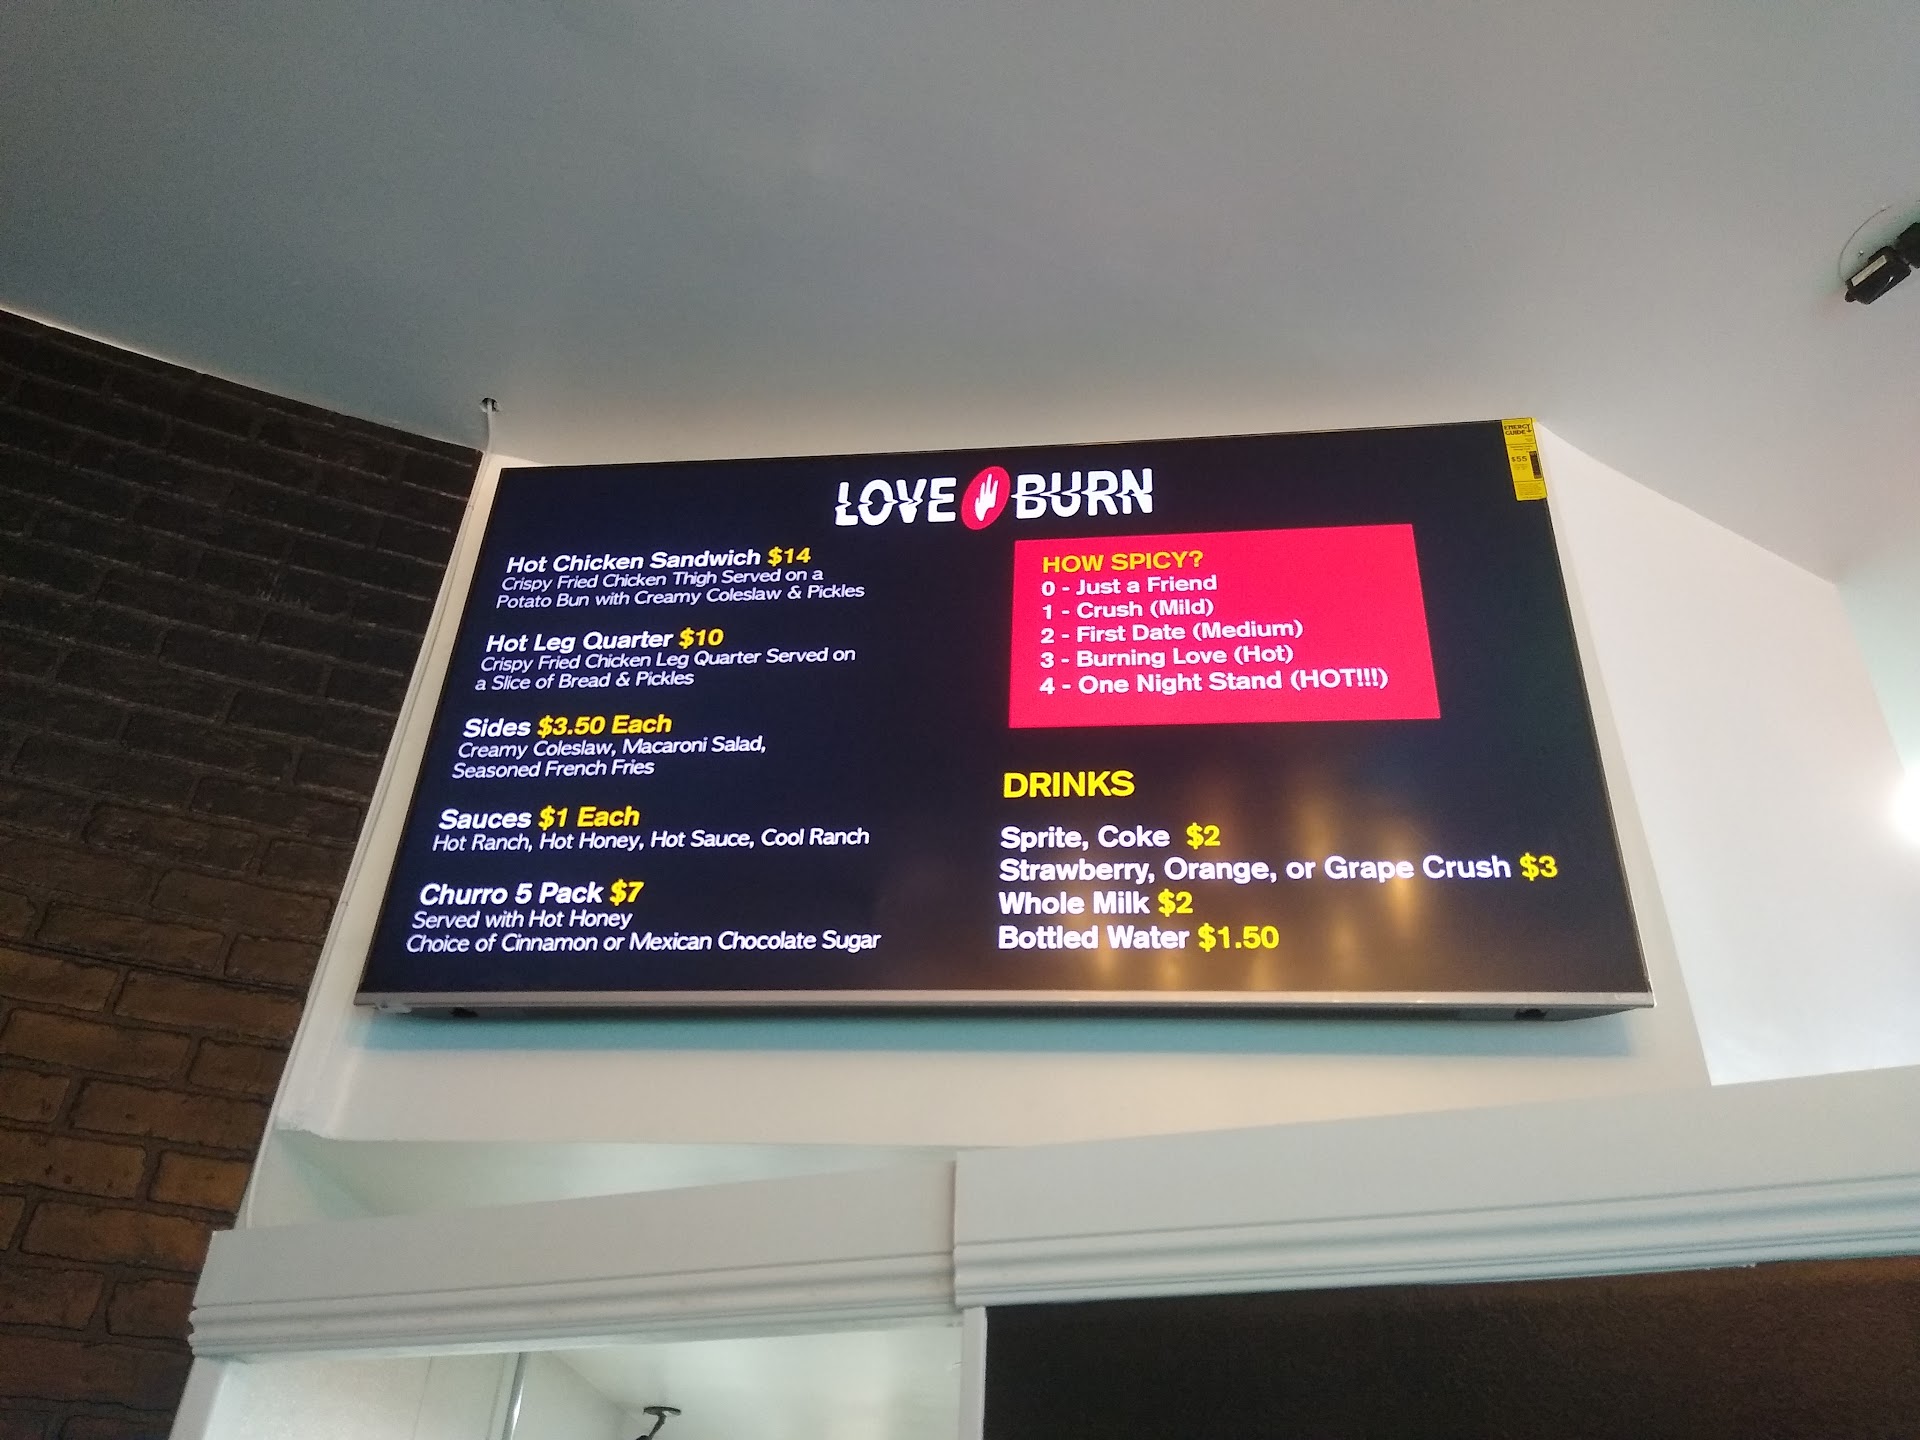 LOVE BURN
Hot Chicken Sandwich $14
Crispy Fried Chicken Thigh Served on a
Potato Bun with Creamy Coleslaw & Pickles
Hot Leg Quarter $10
Crispy Fried Chicken Leg Quarter Served on
a Slice of Bread & Pickles
Sides $3.50 Each
Creamy Coleslaw, Macaroni Salad,
Seasoned French Fries
Sauces $1 Each
Hot Ranch, Hot Honey, Hot Sauce, Cool Ranch
Churro 5 Pack $7
Served with Hot Honey
Choice of Cinnamon or Mexican Chocolate Sugar
HOW SPICY?
0 - Just a Friend
1 - Crush (Mild)
2 - First Date (Medium)
3 - Burning Love (Hot)
4 - One Night Stand (HOT!!!)
DRINKS
Sprite, Coke $2
Strawberry, Orange, or Grape Crush $3
Whole Milk $2
Bottled Water $1.50
ENERGY
GUIDE
$55